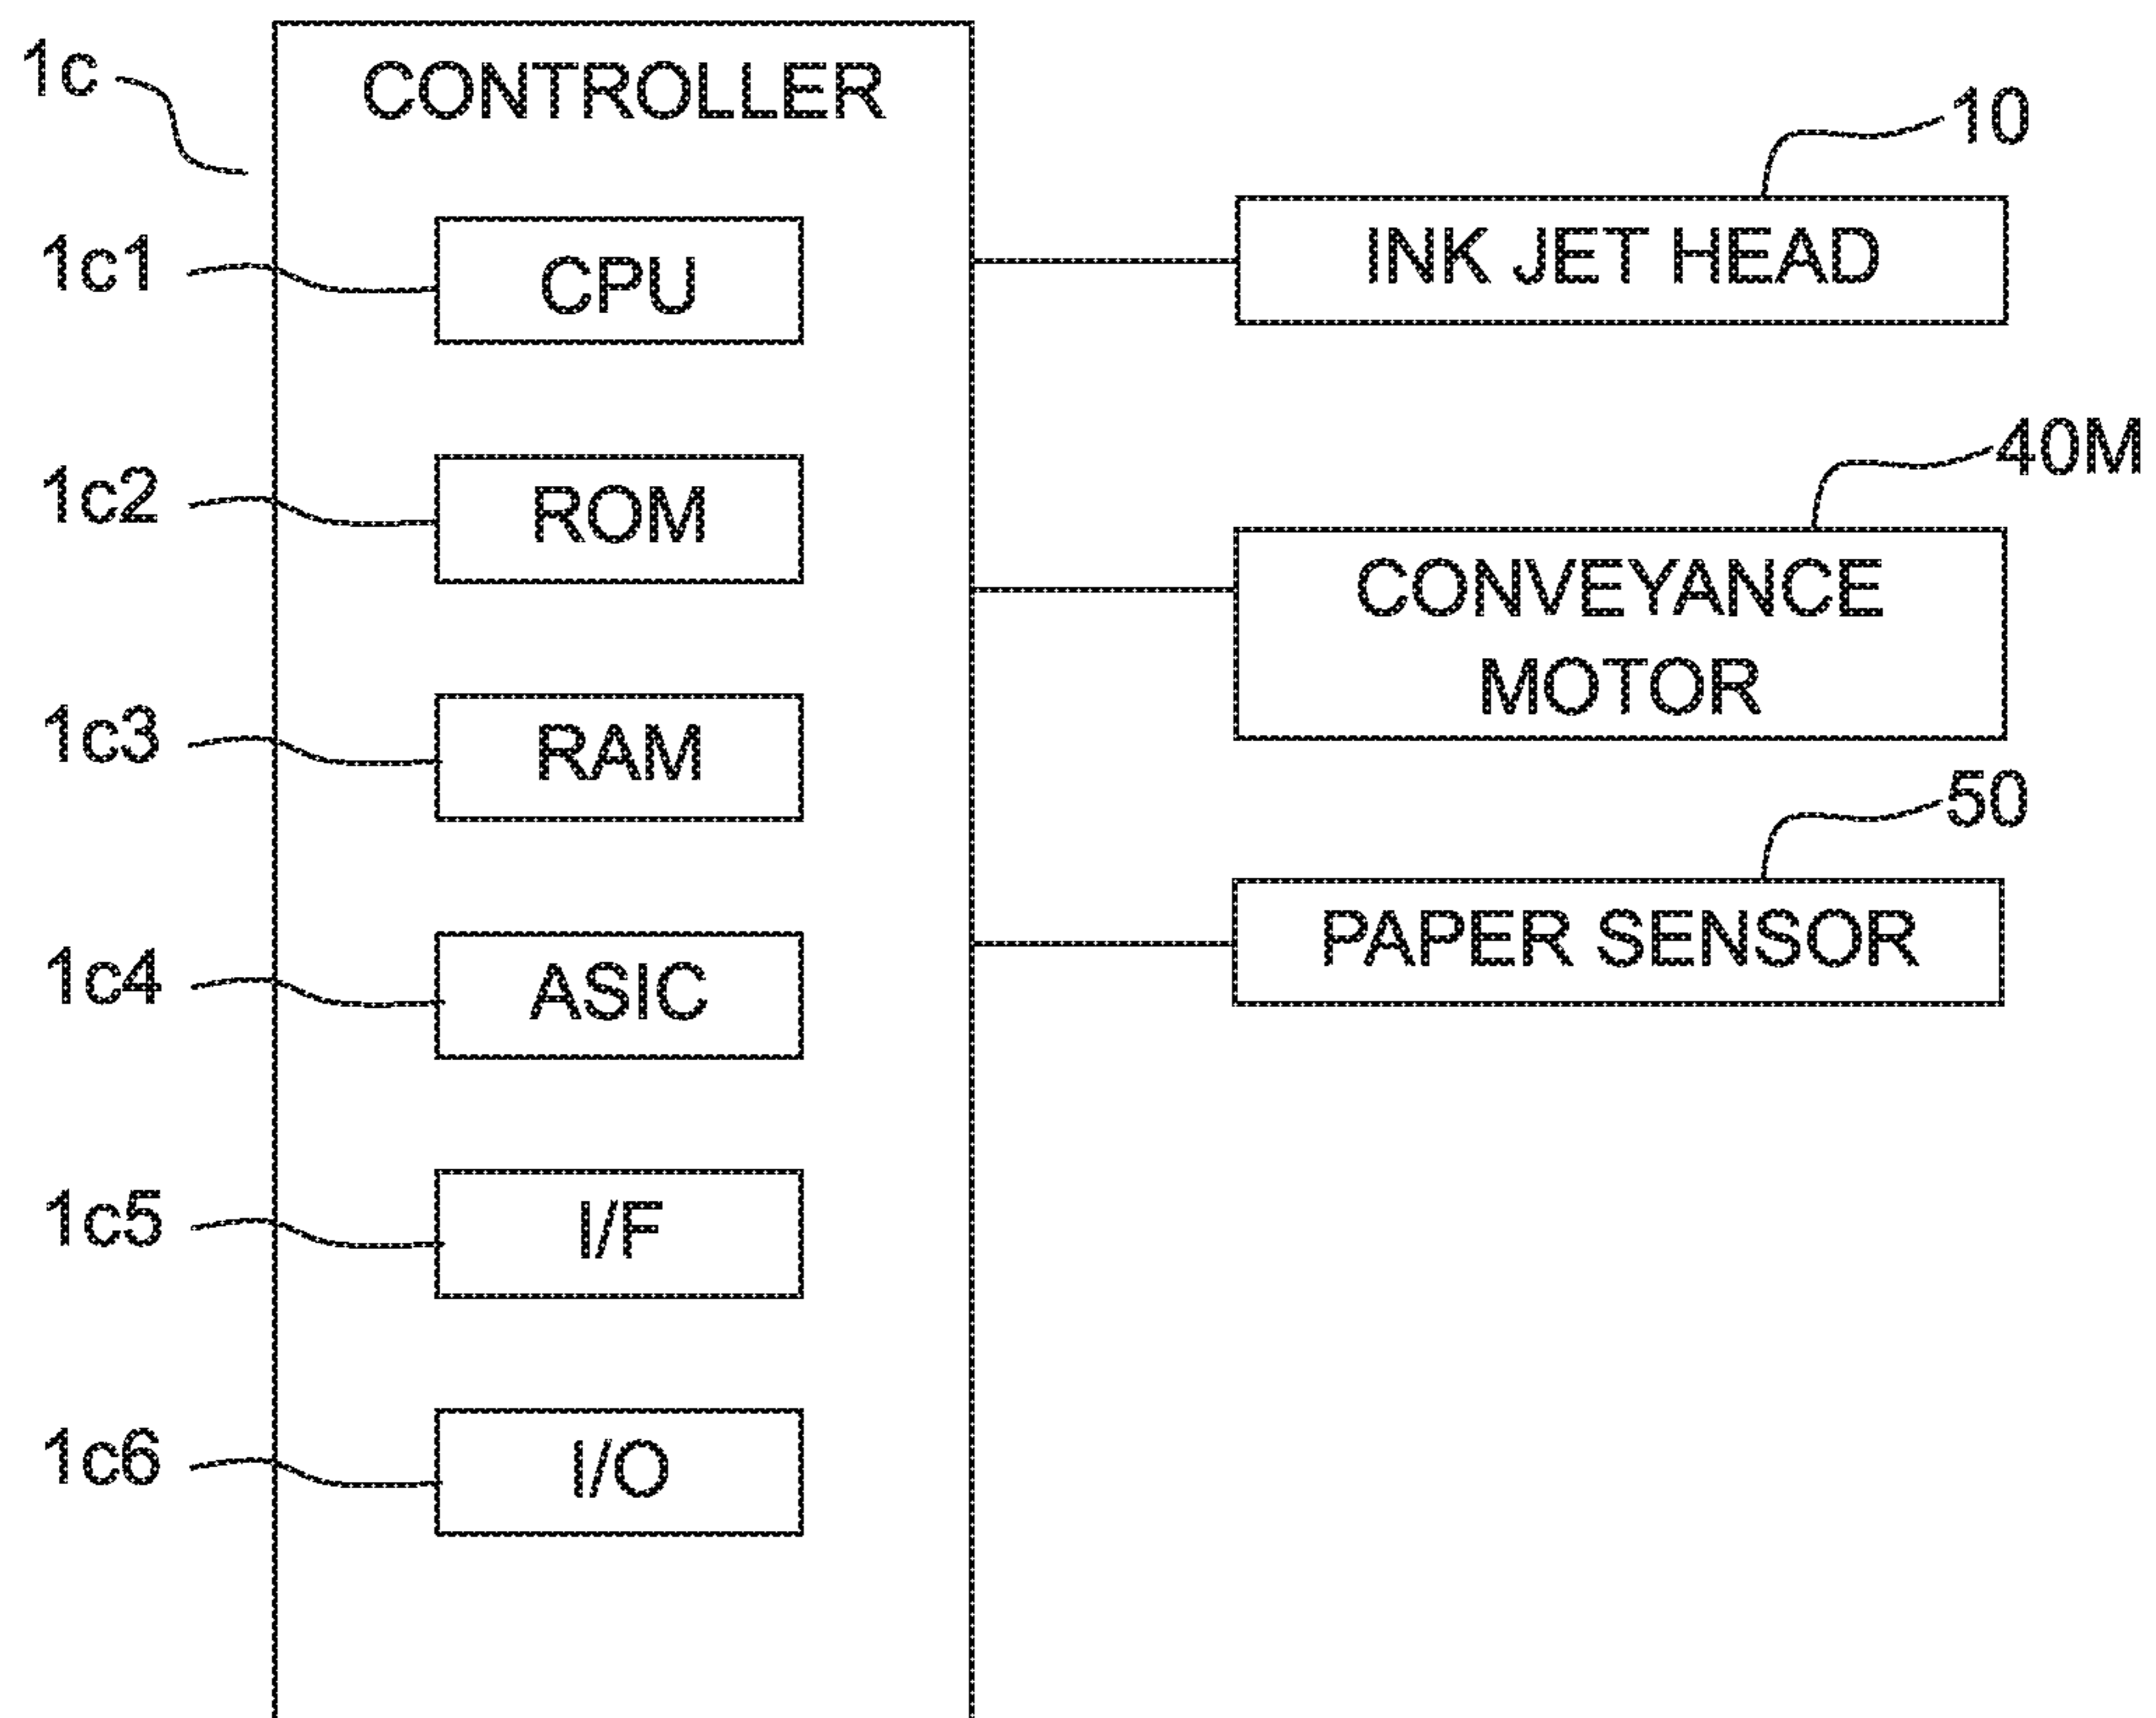 1c
CONTROLLER
10
1c1
CPU
INK JET HEAD
1c2
ROM
40M
CONVEYANCE
MOTOR
1c3
RAM
50
1c4
ASIC
PAPER SENSOR
1c5
I/F
1c6
I/O